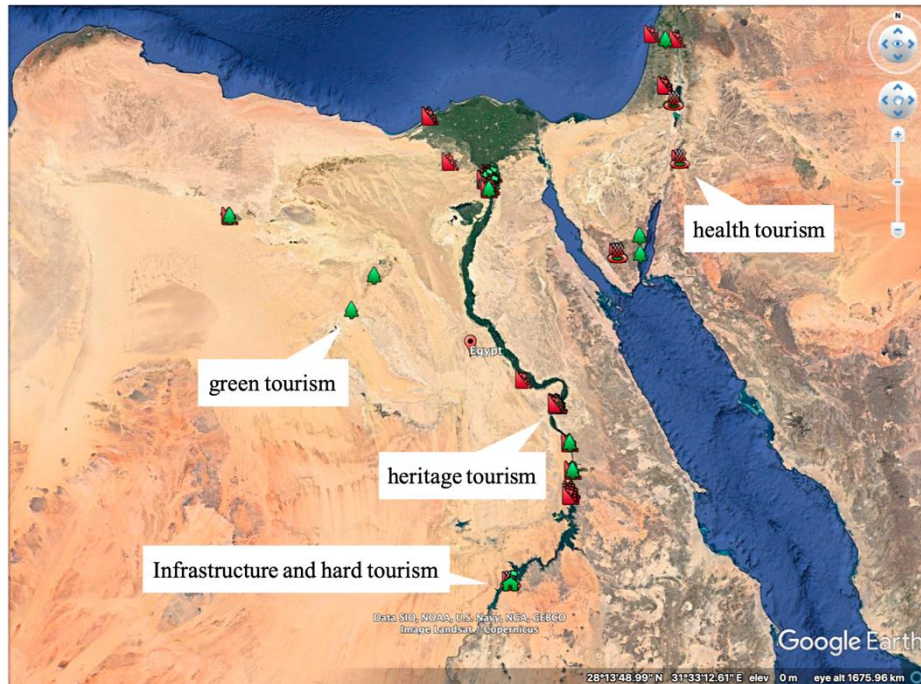 N
health tourism
Egypt
green tourism
heritage tourism
Infrastructure and hard tourism
Data SIO, NOAA, U.S. Navy, NGA, GEBCO
Image Landsat / Copernicus
Google Earth
28°13'48.99" N 31°33'12.61" E elev 0 m eye alt 1675.96 km